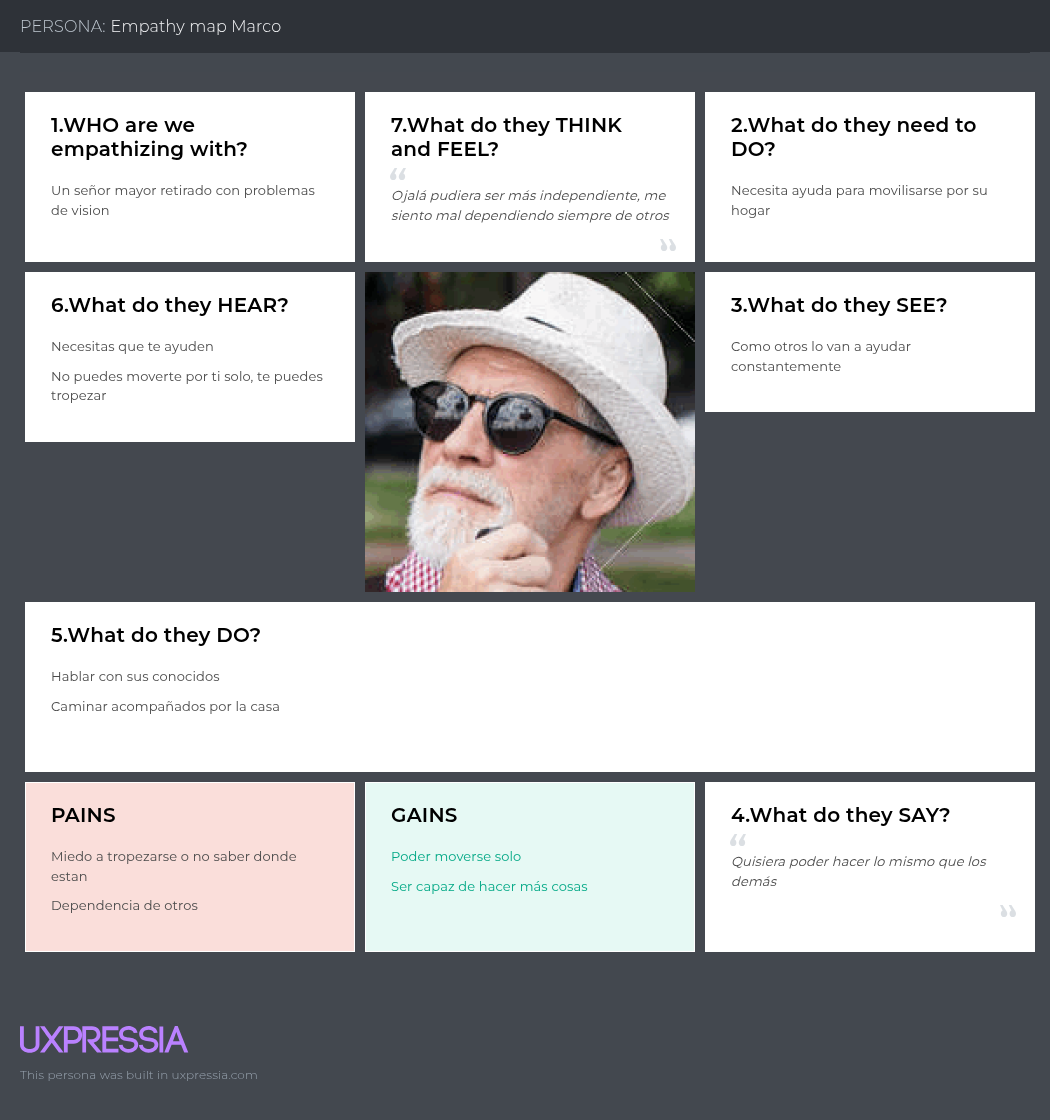 PERSONA: Empathy map Marco
1.WHO are we
empathizing with?
Un señor mayor retirado con problemas
de vision
7.What do they THINK
and FEEL?
“
Ojalá pudiera ser más independiente, me
siento mal dependiendo siempre de otros
”
2.What do they need to
DO?
Necesita ayuda para movilisarse por su
hogar
6.What do they HEAR?
Necesitas que te ayuden
No puedes moverte por ti solo, te puedes
tropezar
3.What do they SEE?
Como otros lo van a ayudar
constantemente
5.What do they DO?
Hablar con sus conocidos
Caminar acompañados por la casa
PAINS
Miedo a tropezarse o no saber donde
estan
Dependencia de otros
GAINS
Poder moverse solo
Ser capaz de hacer más cosas
4.What do they SAY?
“
Quisiera poder hacer lo mismo que los
demás
”
UXPRESSIA
This persona was built in uxpressia.com